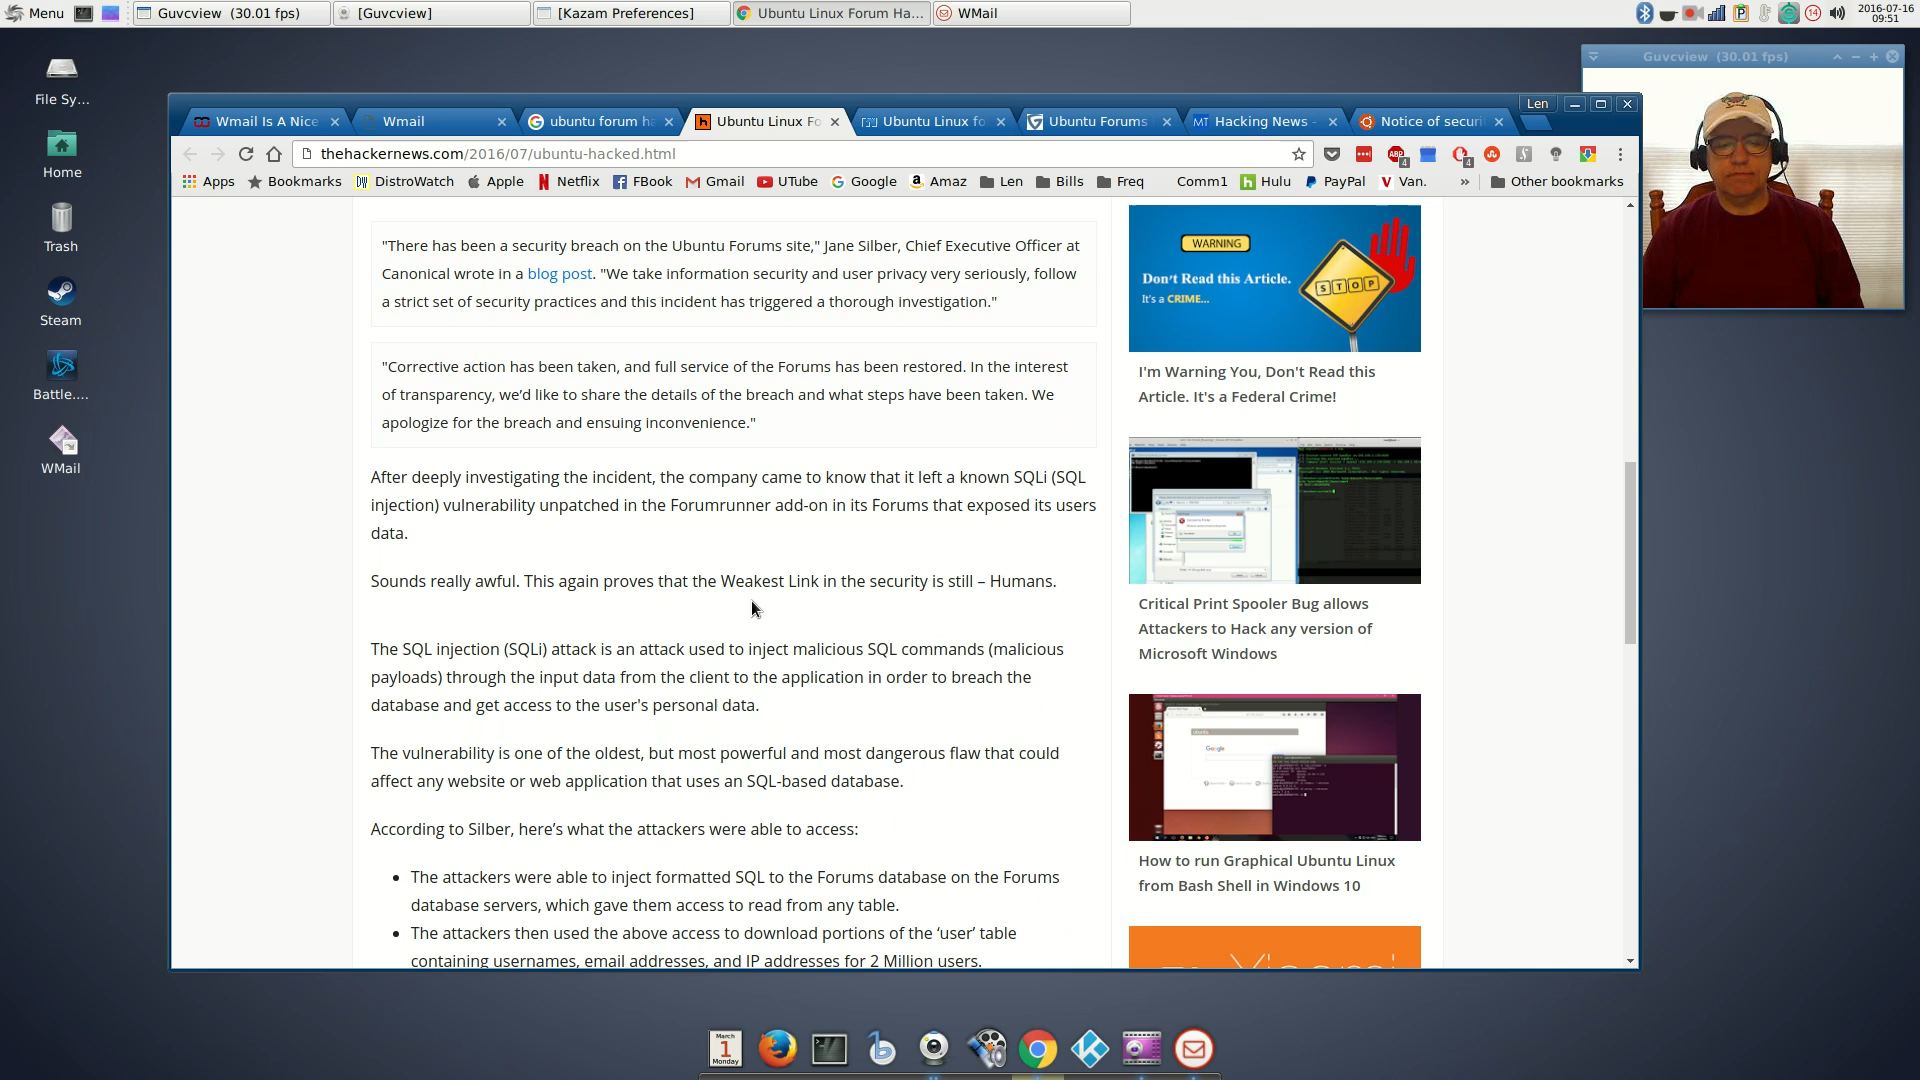 Menu
Guvcview (30.01 fps)
[Guvcview]
[Kazam Preferences]
Ubuntu Linux Forum Ha...
WMail
14
2016-07-16
09:51
File Sy...
Home
Trash
Steam
Battle....
WMail
Guvcview (30.01 fps)
Len
Wmail Is A Nice
Wmail
ubuntu forum ha
Ubuntu Linux Fo
Ubuntu Linux fo
Ubuntu Forums
MT Hacking News -
Notice of securi
thehackernews.com/2016/07/ubuntu-hacked.html
ABP
4
4
Apps
Bookmarks
DW DistroWatch
Apple
N Netflix
FBook
Gmail
UTube
Google
Amaz
Len
Bills
Freq
Comm1
h Hulu
PayPal
V Van.
»
Other bookmarks
"There has been a security breach on the Ubuntu Forums site," Jane Silber, Chief Executive Officer at
Canonical wrote in a blog post. "We take information security and user privacy very seriously, follow
a strict set of security practices and this incident has triggered a thorough investigation."
"Corrective action has been taken, and full service of the Forums has been restored. In the interest
of transparency, we’d like to share the details of the breach and what steps have been taken. We
apologize for the breach and ensuing inconvenience."
After deeply investigating the incident, the company came to know that it left a known SQLi (SQL
injection) vulnerability unpatched in the Forumrunner add-on in its Forums that exposed its users
data.
Sounds really awful. This again proves that the Weakest Link in the security is still – Humans.
The SQL injection (SQLi) attack is an attack used to inject malicious SQL commands (malicious
payloads) through the input data from the client to the application in order to breach the
database and get access to the user's personal data.
The vulnerability is one of the oldest, but most powerful and most dangerous flaw that could
affect any website or web application that uses an SQL-based database.
According to Silber, here’s what the attackers were able to access:
• The attackers were able to inject formatted SQL to the Forums database on the Forums
database servers, which gave them access to read from any table.
• The attackers then used the above access to download portions of the ‘user’ table
containing usernames, email addresses, and IP addresses for 2 Million users.
WARNING
Don't Read this Article.
It's a CRIME...
STOP
I'm Warning You, Don't Read this
Article. It's a Federal Crime!
Critical Print Spooler Bug allows
Attackers to Hack any version of
Microsoft Windows
Google
How to run Graphical Ubuntu Linux
from Bash Shell in Windows 10
March
1
Monday